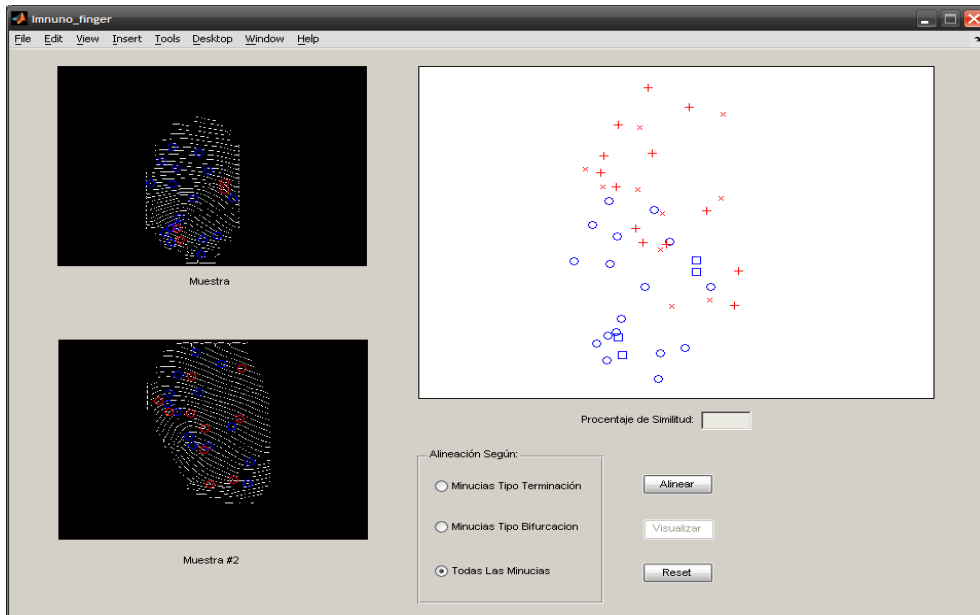 Imnuno_finger
File Edit View Insert Tools Desktop Window Help
Muestra
Muestra #2
Procentaje de Similitud:
Alineación Según:
Minucias Tipo Terminación
Minucias Tipo Bifurcacion
Todas Las Minucias
Alinear
Visualizar
Reset